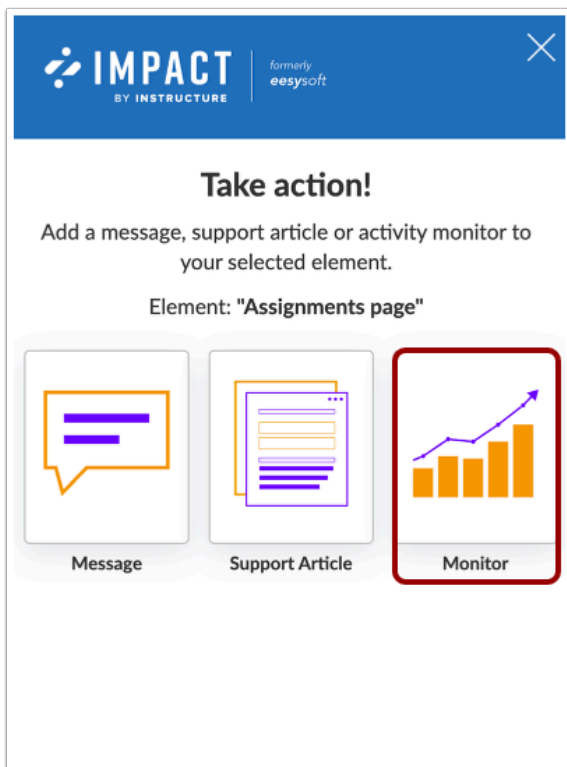 IMPACT
BY INSTRUCTURE
formerly
eesysoft
Take action!
Add a message, support article or activity monitor to
your selected element.
Element: "Assignments page"
Message
Support Article
Monitor